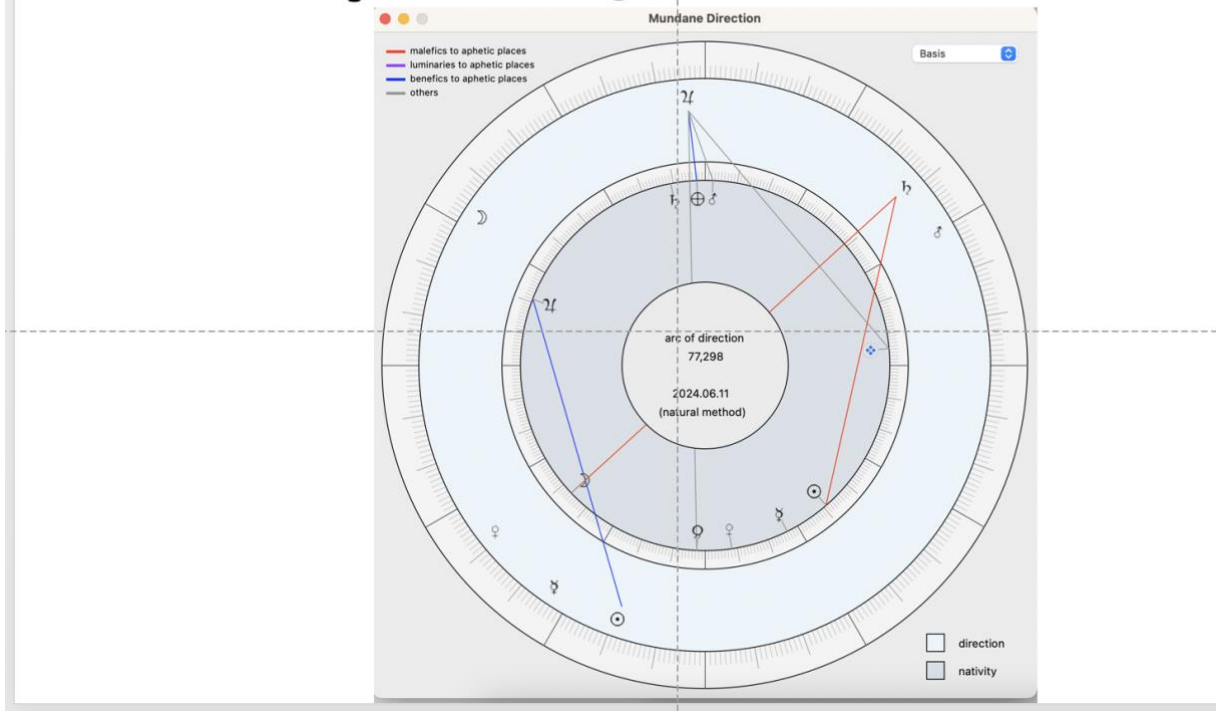 Mundane Direction
malefics to aphetic places
luminaries to aphetic places
benefics to aphetic places
others
Basis
arc of direction
77,298
2024.06.11
(natural method)
direction
nativity